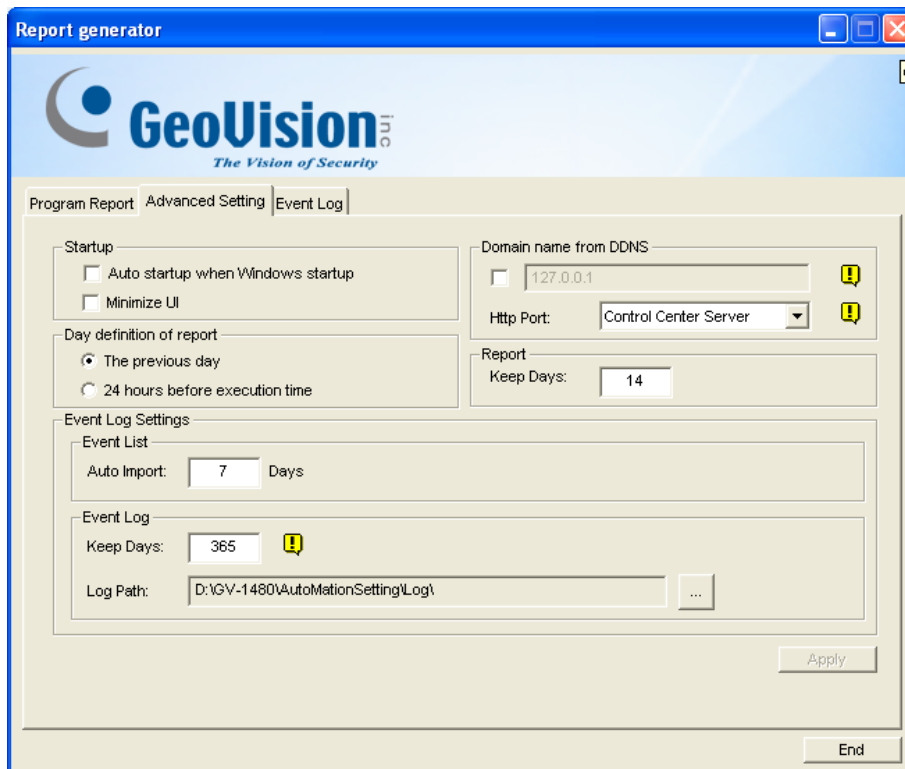 Report generator
GeoVision inc
The Vision of Security
Program Report Advanced Setting Event Log
Startup
Auto startup when Windows startup
Minimize UI
Day definition of report
The previous day
24 hours before execution time
Domain name from DDNS
127.0.0.1
Http Port: Control Center Server
Report
Keep Days: 14
Event Log Settings
Event List
Auto Import: 7 Days
Event Log
Keep Days: 365
Log Path: D:\GV-1480\AutoMationSetting\Log\ ...
Apply
End